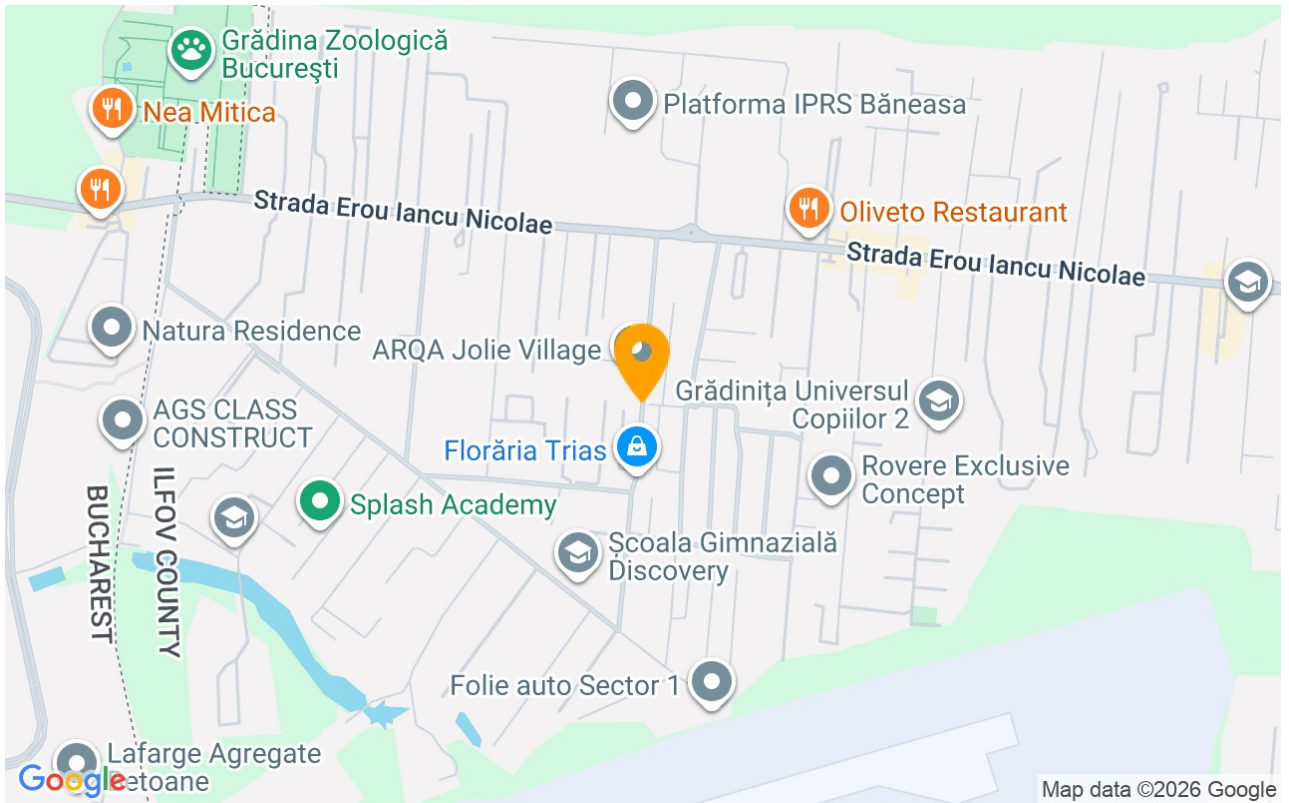 Grădina Zoologică
București
Nea Mitica
Platforma IPRS Băneasa
Strada Erou Iancu Nicolae
Oliveto Restaurant
Strada Erou Iancu Nicolae
Natura Residence
ARQA Jolie Village
Grădinița Universul
Copiilor 2
AGS CLASS
CONSTRUCT
Florăria Trias
Rovere Exclusive
Concept
Splash Academy
BUCHAREST
ILFOV COUNTY
Școala Gimnazială
Discovery
Folie auto Sector 1
Lafarge Agregate
Betoane
Google
Map data ©2026 Google